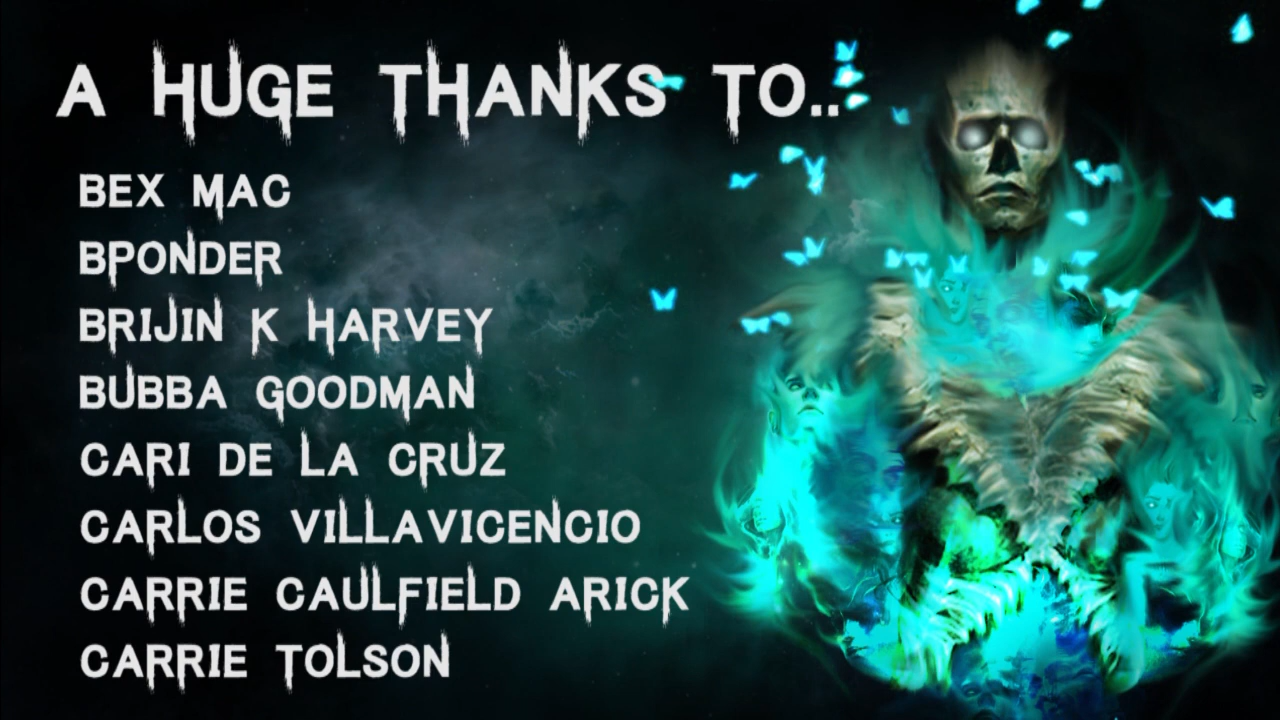 A HUGE THANKS TO..
BEX MAC
BPONDER
BRIJIN K HARVEY
BUBBA GOODMAN
CARI DE LA CRUZ
CARLOS VILLAVICENCIO
CARRIE CAULFIELD ARICK
CARRIE TOLSON